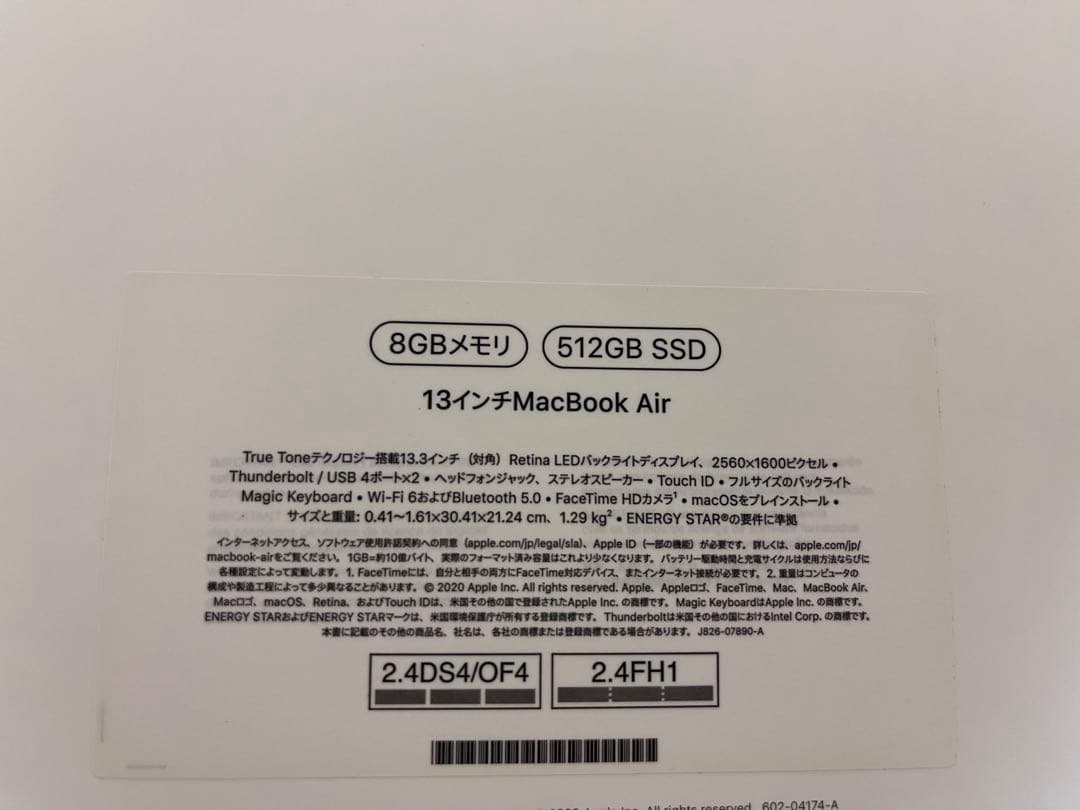 8GBメモリ 512GB SSD
13インチMacBook Air
True Toneテクノロジー搭載13.3インチ（対角）Retina LEDバックライトディスプレイ、2560×1600ピクセル •
Thunderbolt / USB 4ポート×2 • ヘッドフォンジャック、ステレオスピーカー • Touch ID • フルサイズのバックライト
Magic Keyboard • Wi-Fi 6およびBluetooth 5.0 • FaceTime HDカメラ¹ • macOSをプレインストール •
サイズと重量: 0.41〜1.61×30.41×21.24 cm、1.29 kg² • ENERGY STAR®の要件に準拠
インターネットアクセス、ソフトウェア使用許諾契約への同意（apple.com/jp/legal/sla）、Apple ID（一部の機能）が必要です。詳しくは、apple.com/jp/
macbook-airをご覧ください。1GB=約10億バイト、実際のフォーマット済み容量はこれより少なくなります。バッテリー駆動時間と充電サイクルは使用方法ならびに
各種設定によって変動します。1. FaceTimeには、自分と相手の両方にFaceTime対応デバイス、またインターネット接続が必要です。2. 重量はコンピュータの
構成や製造工程によって多少異なることがあります。© 2020 Apple Inc. All rights reserved. Apple、Appleロゴ、FaceTime、Mac、MacBook Air、
Macロゴ、macOS、Retina、およびTouch IDは、米国その他の国で登録されたApple Inc. の商標です。Magic KeyboardはApple Inc. の商標です。
ENERGY STARおよびENERGY STARマークは、米国環境保護庁が所有する登録商標です。Thunderboltは米国その他の国におけるIntel Corp. の商標です。
本書に記載のその他の商品名、社名は、各社の商標または登録商標である場合があります。J826-07890-A
2.4DS4/OF4 2.4FH1
Apple Inc. All rights reserved. 602-04174-A